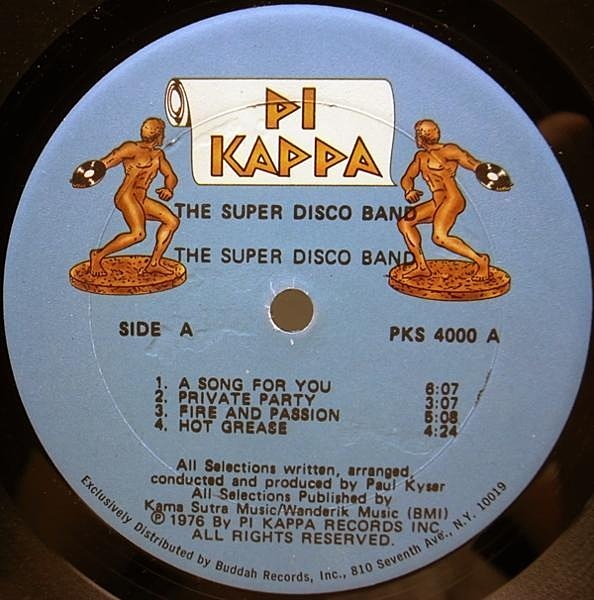 PI
KAPPA
THE SUPER DISCO BAND
THE SUPER DISCO BAND
SIDE A
PKS 4000 A
1. A SONG FOR YOU 6:07
2. PRIVATE PARTY 3:07
3. FIRE AND PASSION 5:08
4. HOT GREASE 4:24
All Selections written, arranged,
conducted and produced by Paul Kyser
All Selections Published by
Kama Sutra Music/Wanderik Music (BMI)
Ⓟ 1976 By PI KAPPA RECORDS INC.
ALL RIGHTS RESERVED.
Exclusively Distributed by Buddah Records, Inc., 810 Seventh Ave., N.Y. 10019